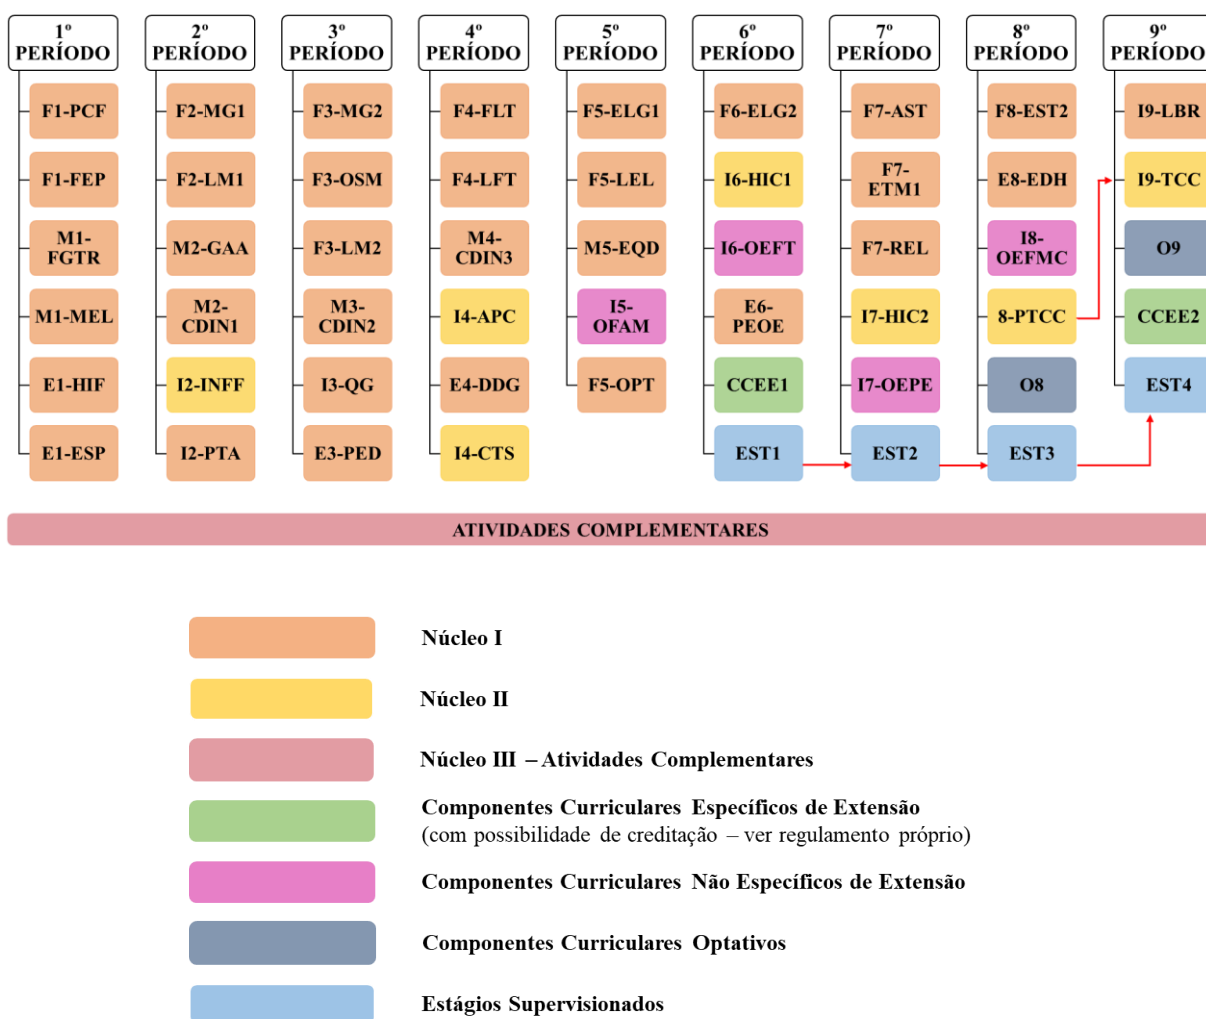 1º
PERÍODO
2º
PERÍODO
3º
PERÍODO
4º
PERÍODO
5º
PERÍODO
6º
PERÍODO
7º
PERÍODO
8º
PERÍODO
9º
PERÍODO
F1-PCF
F2-MG1
F3-MG2
F4-FLT
F5-ELG1
F6-ELG2
F7-AST
F8-EST2
I9-LBR
F1-FEP
F2-LM1
F3-OSM
F4-LFT
F5-LEL
I6-HIC1
F7-
ETM1
E8-EDH
I9-TCC
M1-
FGTR
M2-GAA
F3-LM2
M4-
CDIN3
M5-EQD
I6-OEFT
F7-REL
I8-
OEFMC
O9
M1-MEL
M2-
CDIN1
M3-
CDIN2
I4-APC
I5-
OFAM
E6-
PEOE
I7-HIC2
8-PTCC
CCEE2
E1-HIF
I2-INFF
I3-QG
E4-DDG
F5-OPT
CCEE1
I7-OEPE
O8
EST4
E1-ESP
I2-PTA
E3-PED
I4-CTS
EST1
EST2
EST3
ATIVIDADES COMPLEMENTARES
Núcleo I
Núcleo II
Núcleo III – Atividades Complementares
Componentes Curriculares Específicos de Extensão
(com possibilidade de creditação – ver regulamento próprio)
Componentes Curriculares Não Específicos de Extensão
Componentes Curriculares Optativos
Estágios Supervisionados